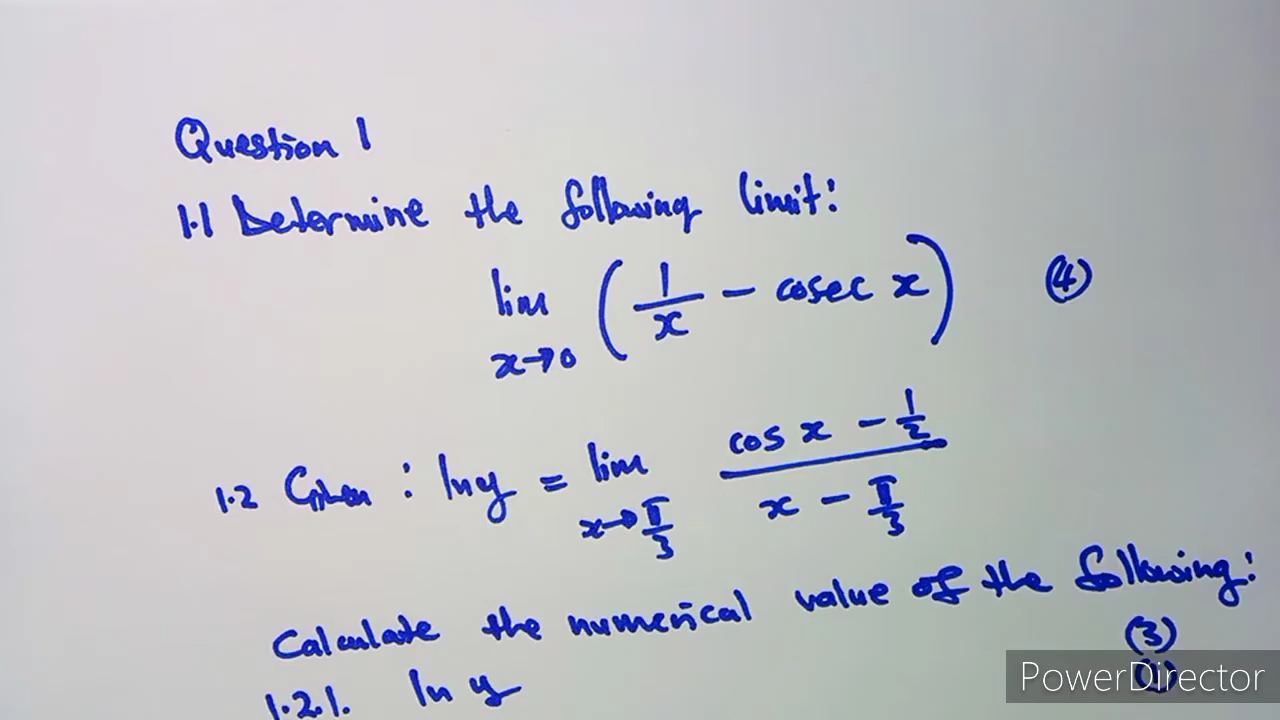 Question 1
1.1 Determine the following limit:
lim x→0 (1/x − cosec x) (4)
1.2 Given : ln y = lim x→π/3 (cos x − 1/2)/(x − π/3)
Calculate the numerical value of the following:
1.2.1. ln y (3)
PowerDirector